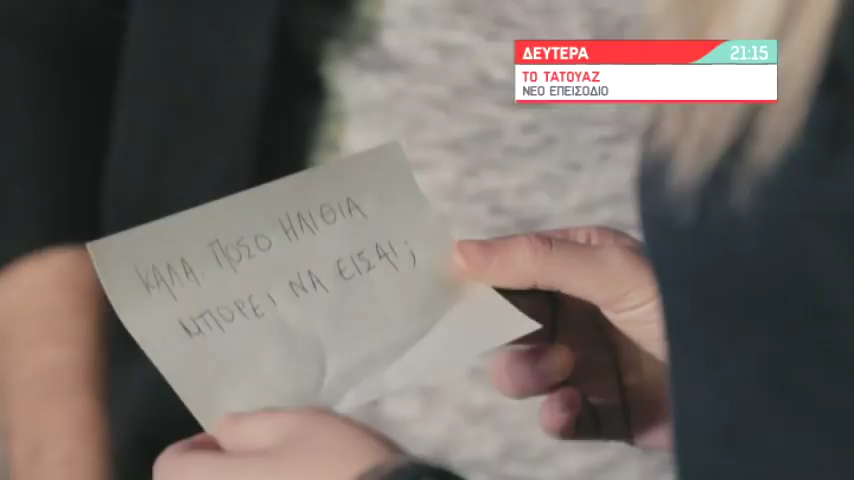 ΔΕΥΤΕΡΑ 21:15
ΤΟ ΤΑΤΟΥΑΖ
ΝΕΟ ΕΠΕΙΣΟΔΙΟ
ΚΑΛΑ ΠΟΣΟ ΗΛΙΘΙΑ
ΜΠΟΡΕΙ ΝΑ ΕΙΣΑΙ;